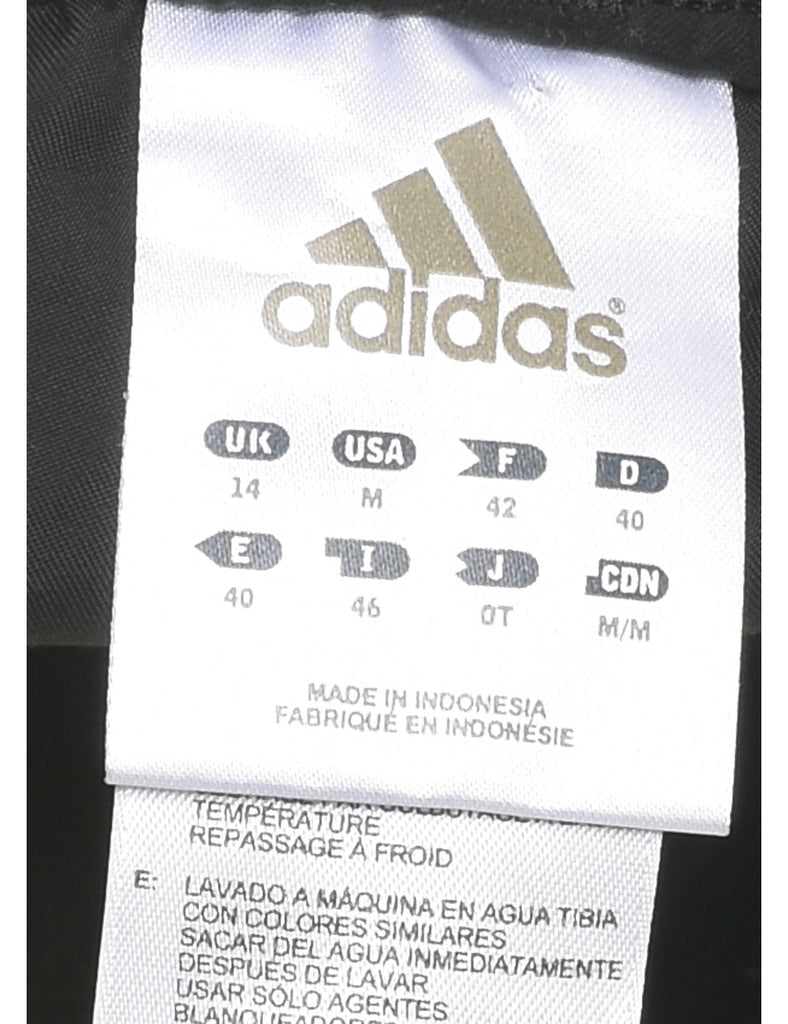 adidas®
UK USA F D
14 M 42 40
E I J CDN
40 46 OT M/M
MADE IN INDONESIA
FABRIQUÉ EN INDONÉSIE
TEMPÉRATURE
REPASSAGE À FROID
E: LAVADO A MÁQUINA EN AGUA TIBIA
CON COLORES SIMILARES
SACAR DEL AGUA INMEDIATAMENTE
DESPUÉS DE LAVAR
USAR SÓLO AGENTES